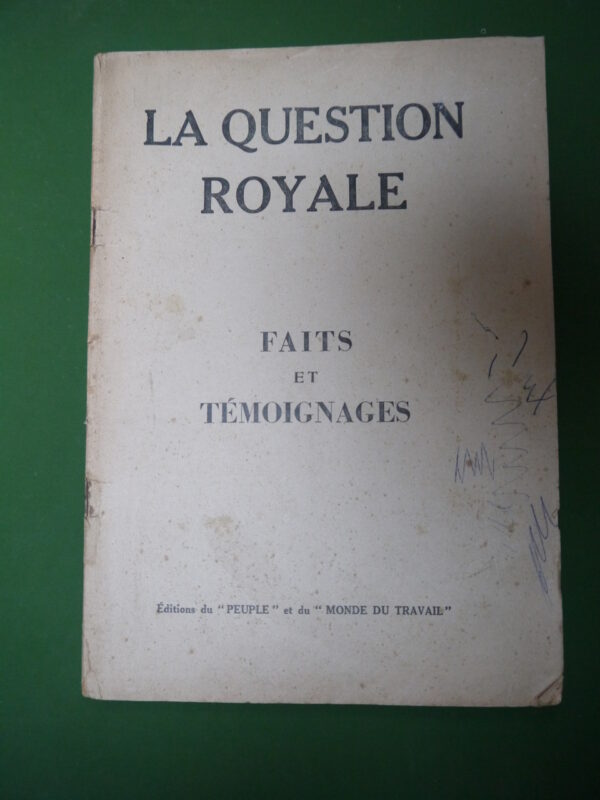 LA QUESTION
ROYALE
FAITS
ET
TÉMOIGNAGES
Éditions du "PEUPLE" et du "MONDE DU TRAVAIL"